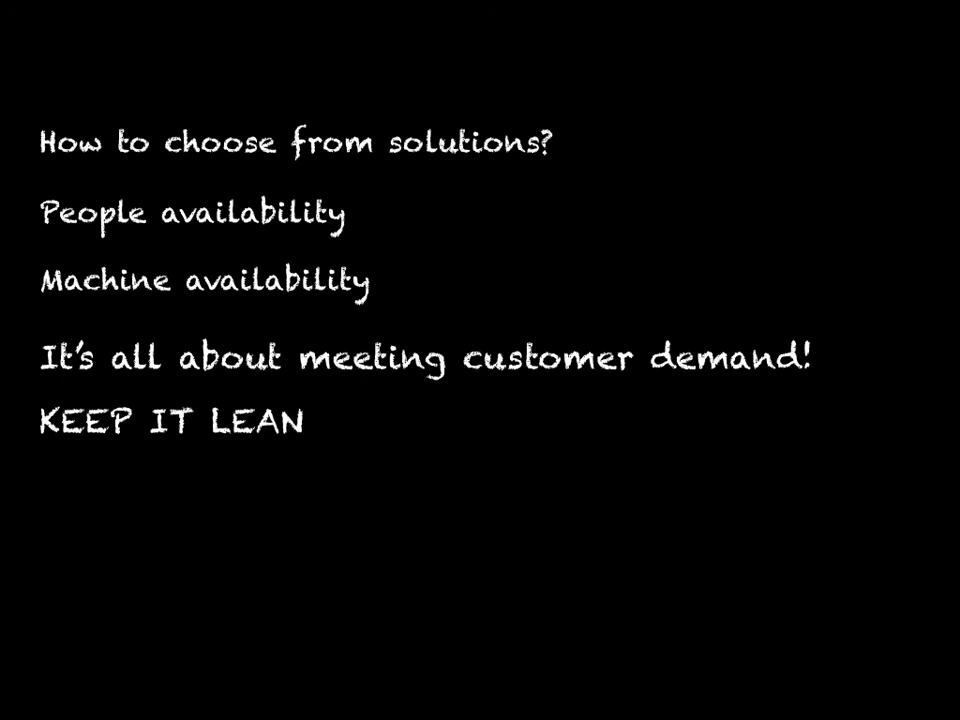 How to choose from solutions?
People availability
Machine availability
It's all about meeting customer demand!
KEEP IT LEAN